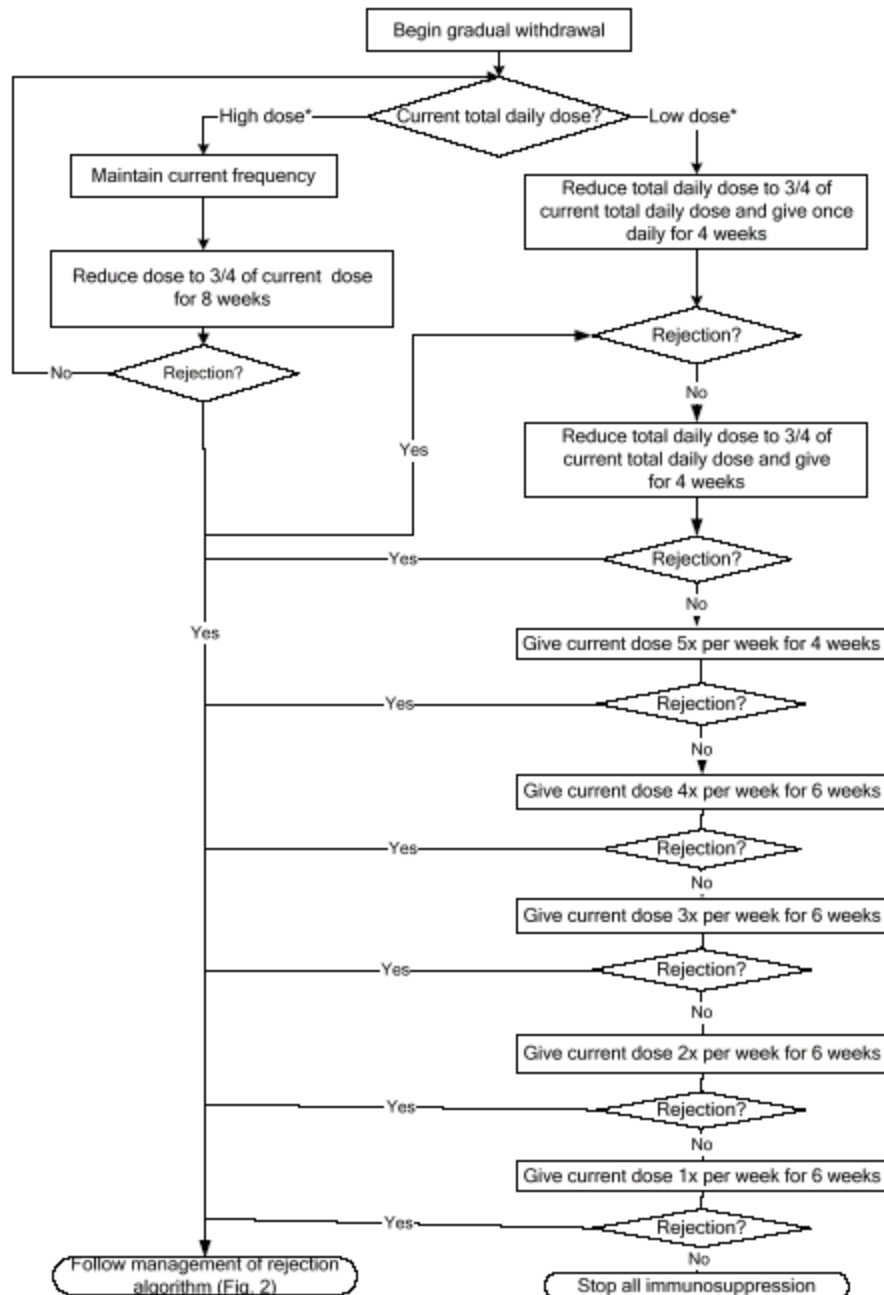 Begin gradual withdrawal
Current total daily dose?
High dose*
Low dose*
Maintain current frequency
Reduce total daily dose to 3/4 of
current total daily dose and give once
daily for 4 weeks
Reduce dose to 3/4 of current dose
for 8 weeks
Rejection?
No
Rejection?
No
Yes
Reduce total daily dose to 3/4 of
current total daily dose and give
for 4 weeks
Yes
Rejection?
No
Yes
Give current dose 5x per week for 4 weeks
Yes
Rejection?
No
Give current dose 4x per week for 6 weeks
Yes
Rejection?
No
Give current dose 3x per week for 6 weeks
Yes
Rejection?
No
Give current dose 2x per week for 6 weeks
Yes
Rejection?
No
Give current dose 1x per week for 6 weeks
Yes
Rejection?
No
Follow management of rejection
algorithm (Fig. 2)
Stop all immunosuppression